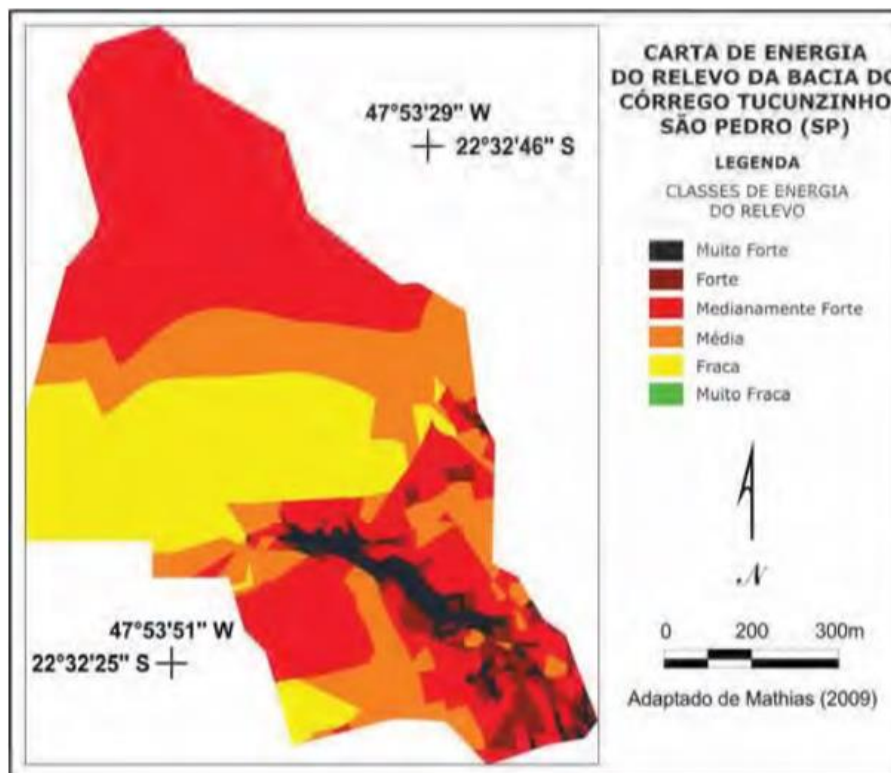 CARTA DE ENERGIA
DO RELEVO DA BACIA DO
CÓRREGO TUCUNZINHO
SÃO PEDRO (SP)
LEGENDA
CLASSES DE ENERGIA
DO RELEVO
Muito Forte
Forte
Medianamente Forte
Média
Fraca
Muito Fraca
N
0 200 300m
Adaptado de Mathias (2009)
47°53'29" W
22°32'46" S
47°53'51" W
22°32'25" S